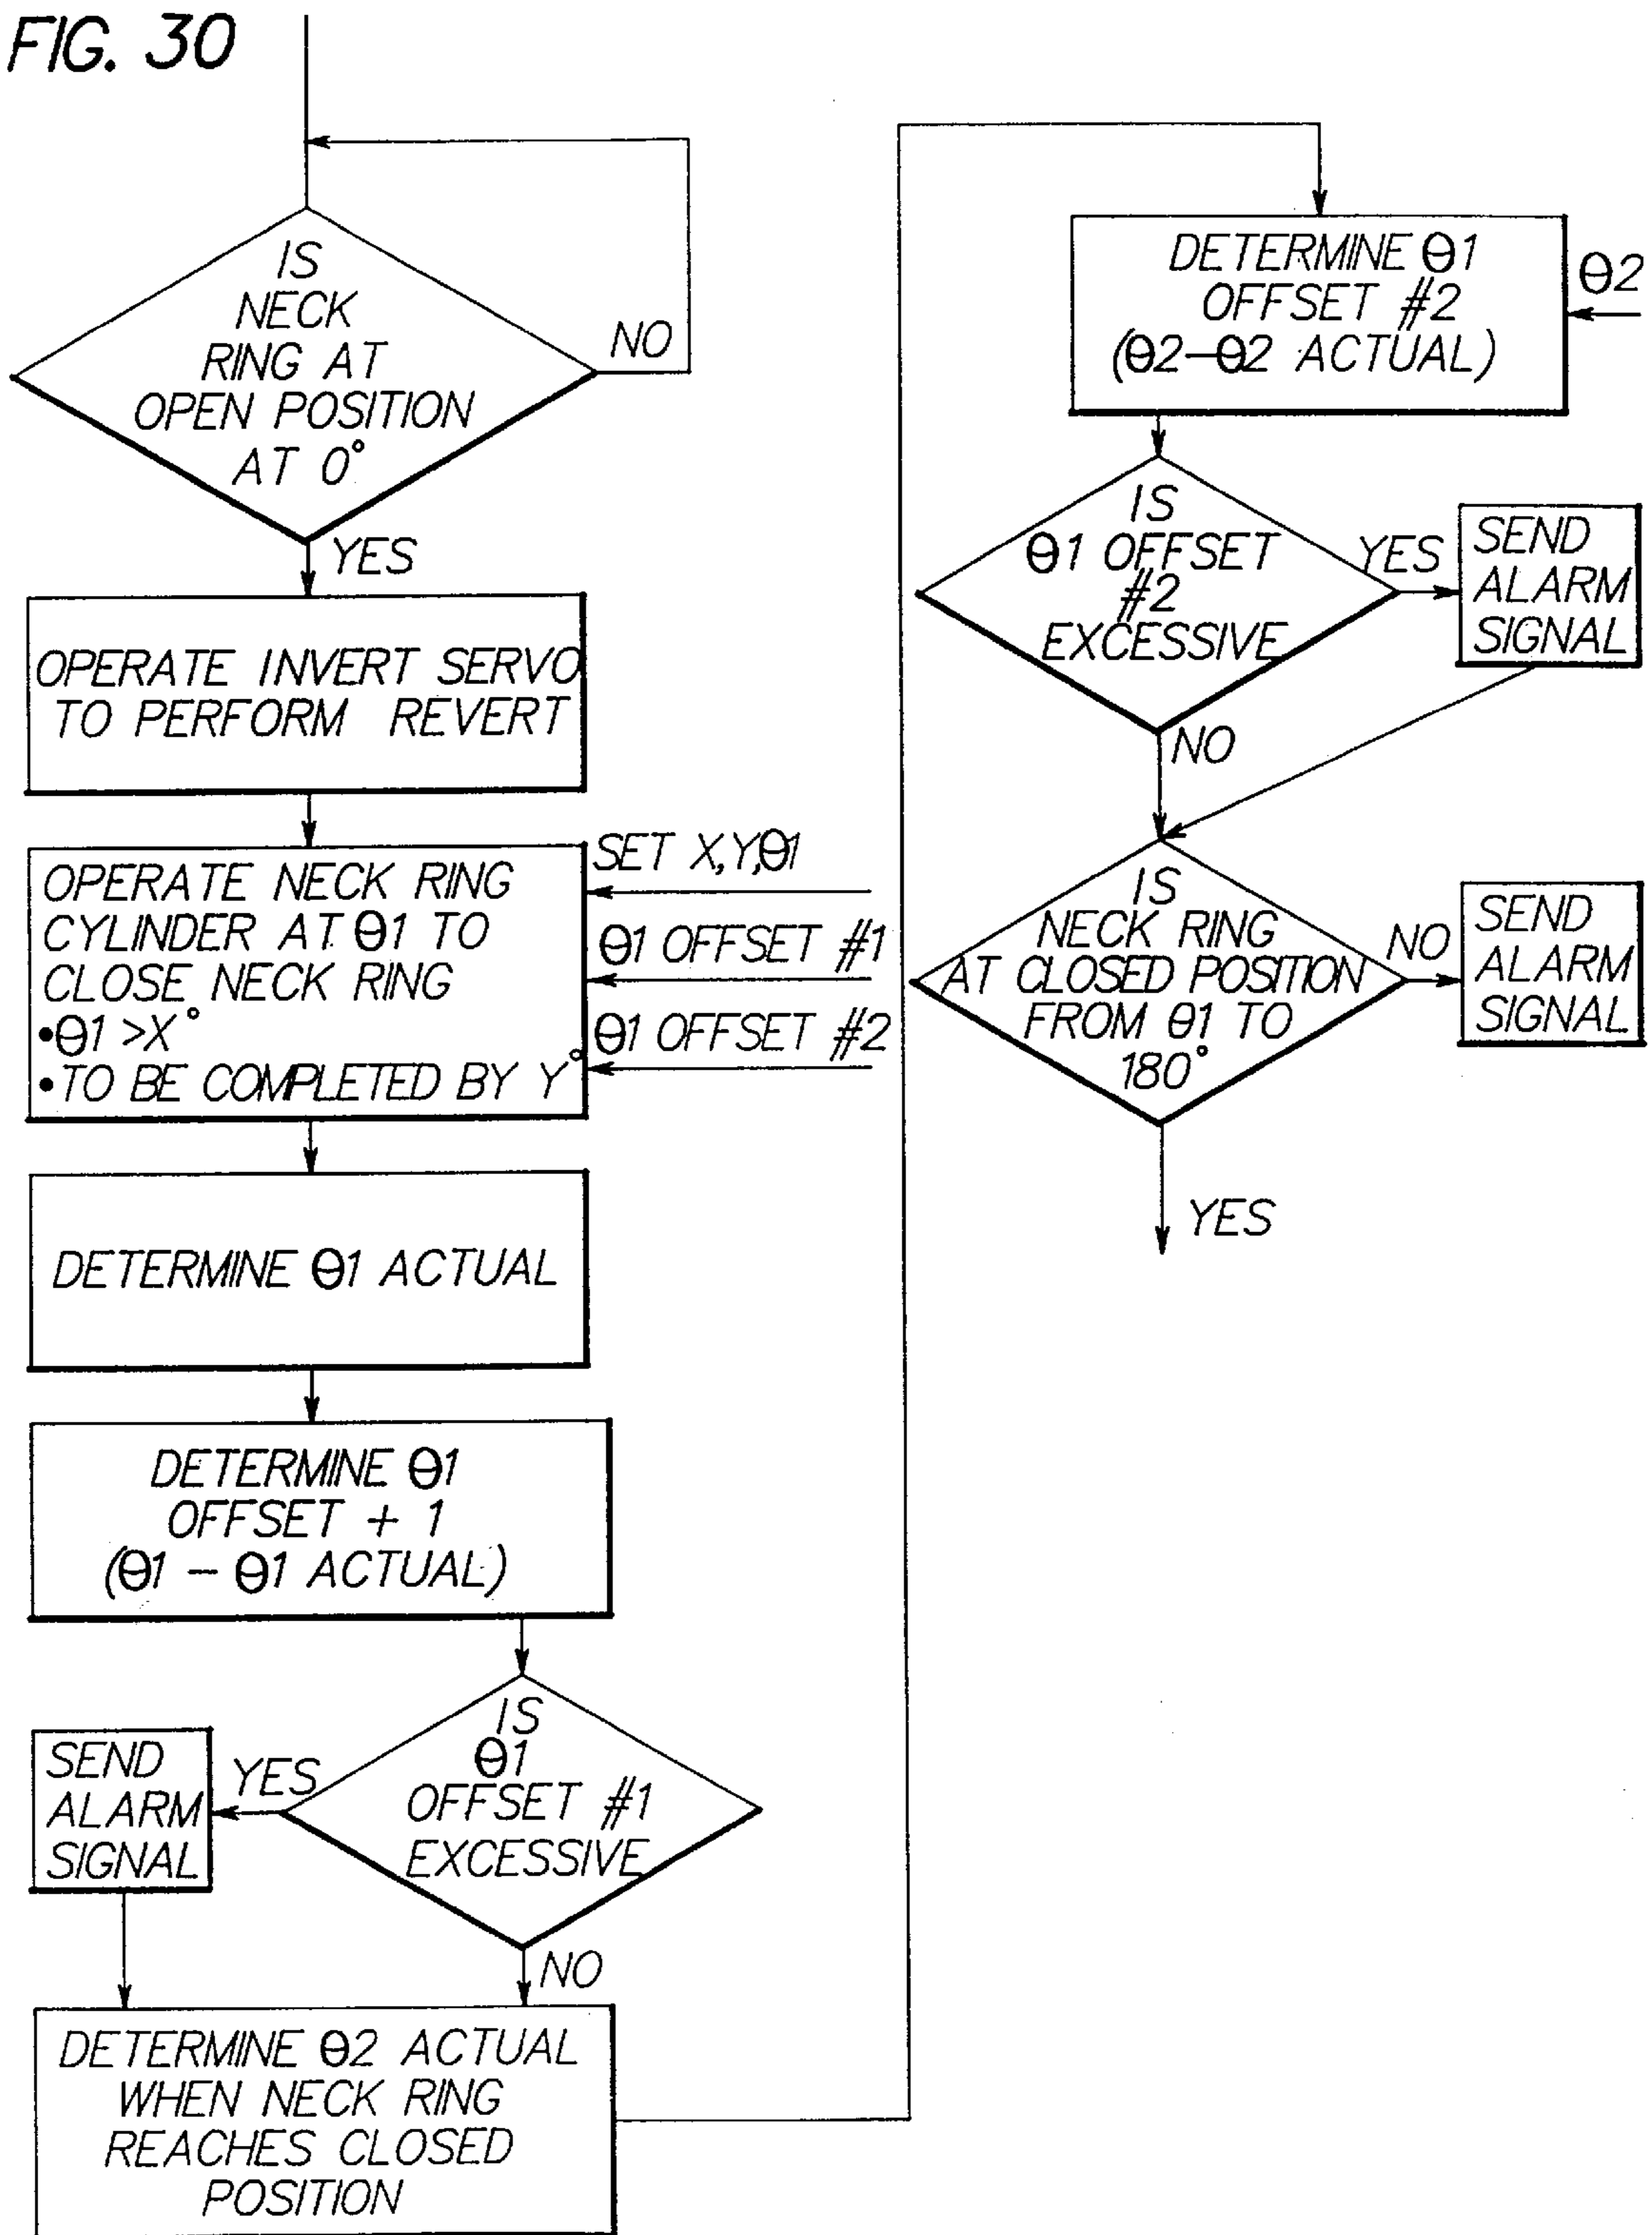 FIG. 30
IS
NECK
RING AT
OPEN POSITION
AT 0°
NO
YES
OPERATE INVERT SERVO
TO PERFORM REVERT
OPERATE NECK RING
CYLINDER AT θ1 TO
CLOSE NECK RING
•θ1 >X°
•TO BE COMPLETED BY Y°
SET X,Y,θ1
θ1 OFFSET #1
θ1 OFFSET #2
DETERMINE θ1 ACTUAL
DETERMINE θ1
OFFSET + 1
(θ1 – θ1 ACTUAL)
IS
θ1
OFFSET #1
EXCESSIVE
YES
SEND
ALARM
SIGNAL
NO
DETERMINE θ2 ACTUAL
WHEN NECK RING
REACHES CLOSED
POSITION
DETERMINE θ1
OFFSET #2
(θ2–θ2 ACTUAL)
θ2
IS
θ1 OFFSET
#2
EXCESSIVE
YES
SEND
ALARM
SIGNAL
NO
IS
NECK RING
AT CLOSED POSITION
FROM θ1 TO
180°
NO
SEND
ALARM
SIGNAL
YES